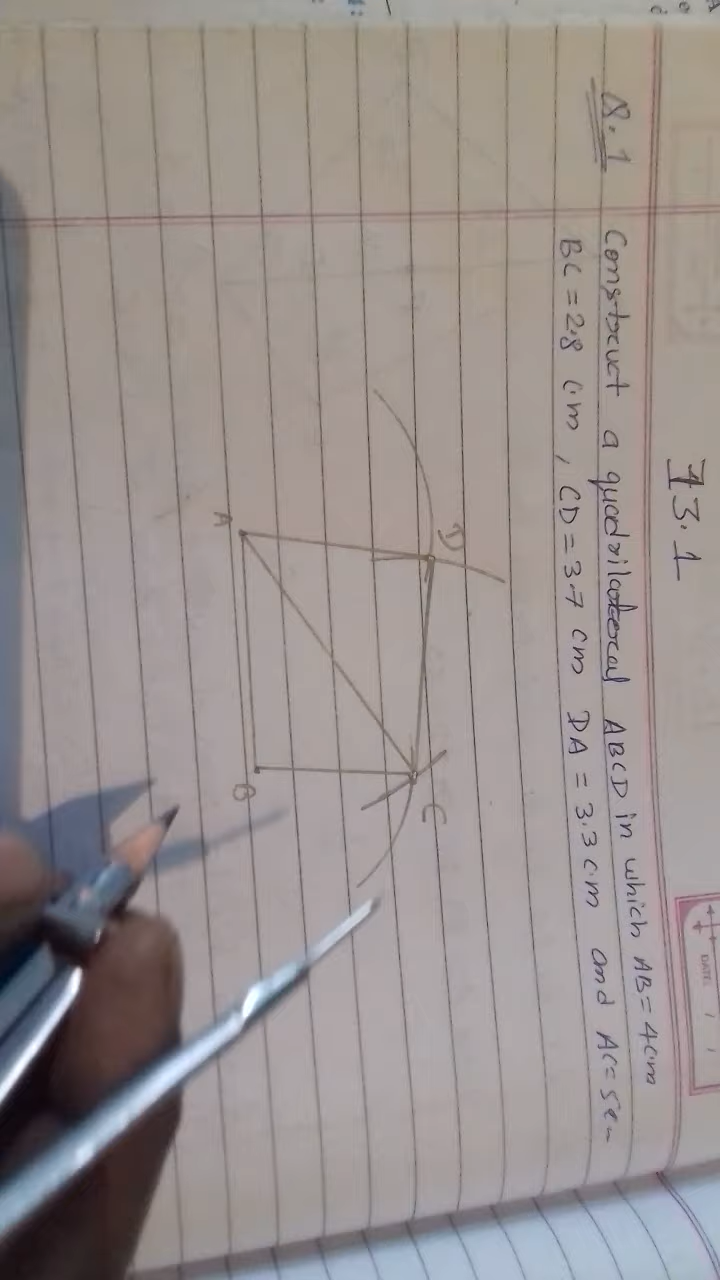 13.1
Q.1 Construct a quadrilateral ABCD in which AB = 4cm
BC = 2.8 cm, CD = 3.7 cm DA = 3.3 cm and AC = 5cm
D
C
A
B
DATE / /